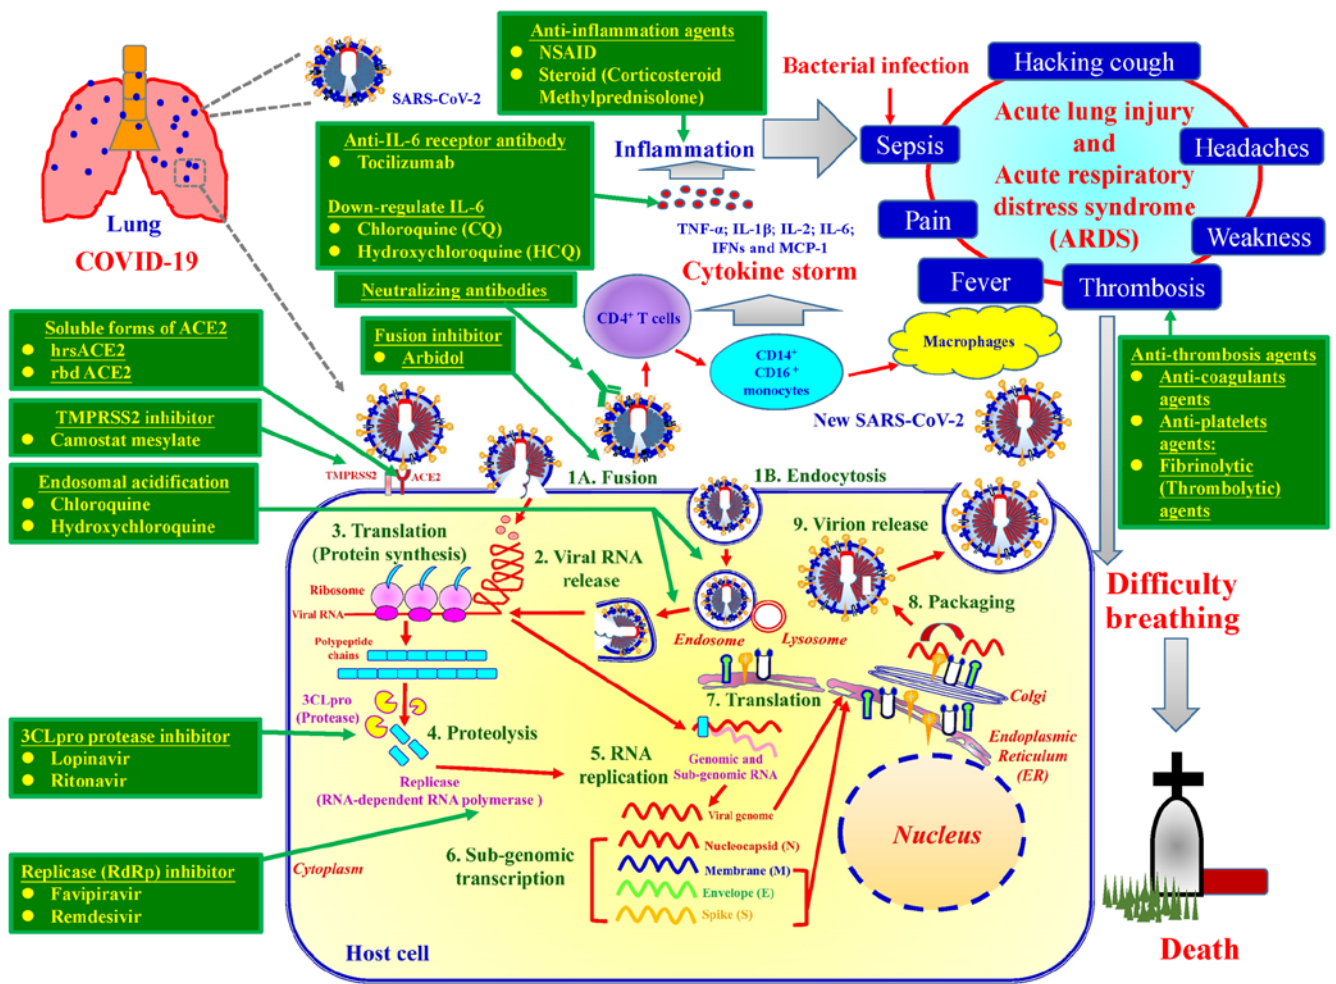 Anti-inflammation agents
NSAID
Steroid (Corticosteroid
Methylprednisolone)
SARS-CoV-2
Lung
COVID-19
Anti-IL-6 receptor antibody
Tocilizumab
Down-regulate IL-6
Chloroquine (CQ)
Hydroxychloroquine (HCQ)
Inflammation
TNF-α; IL-1β; IL-2; IL-6;
IFNs and MCP-1
Cytokine storm
Bacterial infection
Sepsis
Hacking cough
Headaches
Pain
Weakness
Fever
Thrombosis
Acute lung injury
and
Acute respiratory
distress syndrome
(ARDS)
Neutralizing antibodies
Fusion inhibitor
Arbidol
Soluble forms of ACE2
hrsACE2
rbd ACE2
TMPRSS2 inhibitor
Camostat mesylate
Endosomal acidification
Chloroquine
Hydroxychloroquine
CD4⁺ T cells
CD14⁺
CD16⁺
monocytes
Macrophages
New SARS-CoV-2
Anti-thrombosis agents
Anti-coagulants
agents
Anti-platelets
agents:
Fibrinolytic
(Thrombolytic)
agents
TMPRSS2
ACE2
1A. Fusion
1B. Endocytosis
3. Translation
(Protein synthesis)
2. Viral RNA
release
9. Virion release
8. Packaging
Ribosome
Viral RNA
Polypeptide
chains
Endosome
Lysosome
7. Translation
Colgi
Endoplasmic
Reticulum
(ER)
3CLpro
(Protease)
4. Proteolysis
5. RNA
replication
Genomic and
Sub-genomic RNA
Replicase
(RNA-dependent RNA polymerase )
Viral genome
6. Sub-genomic
transcription
Nucleocapsid (N)
Membrane (M)
Envelope (E)
Spike (S)
Nucleus
Cytoplasm
Host cell
3CLpro protease inhibitor
Lopinavir
Ritonavir
Replicase (RdRp) inhibitor
Favipiravir
Remdesivir
Difficulty
breathing
Death